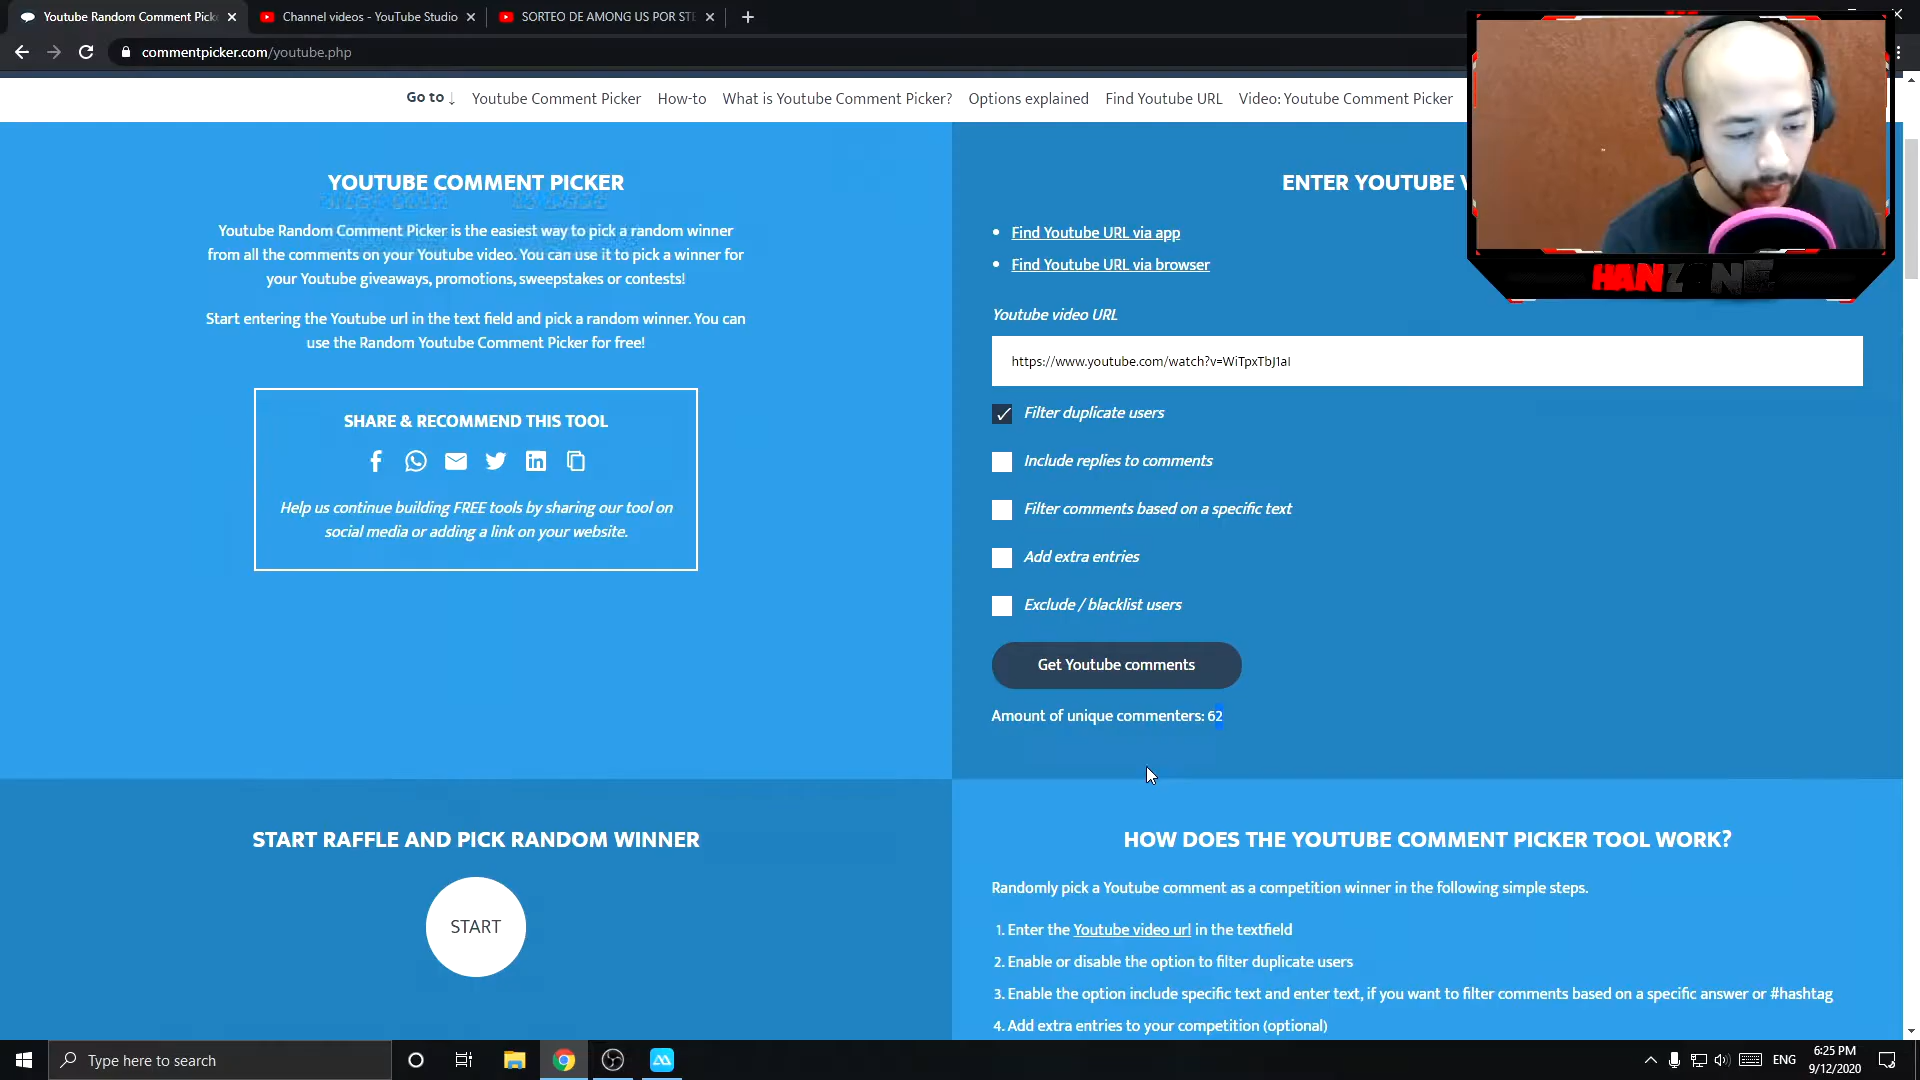 Youtube Random Comment Pick
Channel videos - YouTube Studio
SORTEO DE AMONG US POR STE
commentpicker.com/youtube.php
Go to ↓ Youtube Comment Picker How-to What is Youtube Comment Picker? Options explained Find Youtube URL Video: Youtube Comment Picker
YOUTUBE COMMENT PICKER
Youtube Random Comment Picker is the easiest way to pick a random winner
from all the comments on your Youtube video. You can use it to pick a winner for
your Youtube giveaways, promotions, sweepstakes or contests!
Start entering the Youtube url in the text field and pick a random winner. You can
use the Random Youtube Comment Picker for free!
SHARE & RECOMMEND THIS TOOL
Help us continue building FREE tools by sharing our tool on
social media or adding a link on your website.
ENTER YOUTUBE V
• Find Youtube URL via app
• Find Youtube URL via browser
Youtube video URL
https://www.youtube.com/watch?v=WiTpxTbJ1aI
Filter duplicate users
Include replies to comments
Filter comments based on a specific text
Add extra entries
Exclude / blacklist users
Get Youtube comments
Amount of unique commenters: 62
HANZONE
START RAFFLE AND PICK RANDOM WINNER
START
HOW DOES THE YOUTUBE COMMENT PICKER TOOL WORK?
Randomly pick a Youtube comment as a competition winner in the following simple steps.
1. Enter the Youtube video url in the textfield
2. Enable or disable the option to filter duplicate users
3. Enable the option include specific text and enter text, if you want to filter comments based on a specific answer or #hashtag
4. Add extra entries to your competition (optional)
Type here to search
ENG
6:25 PM
9/12/2020